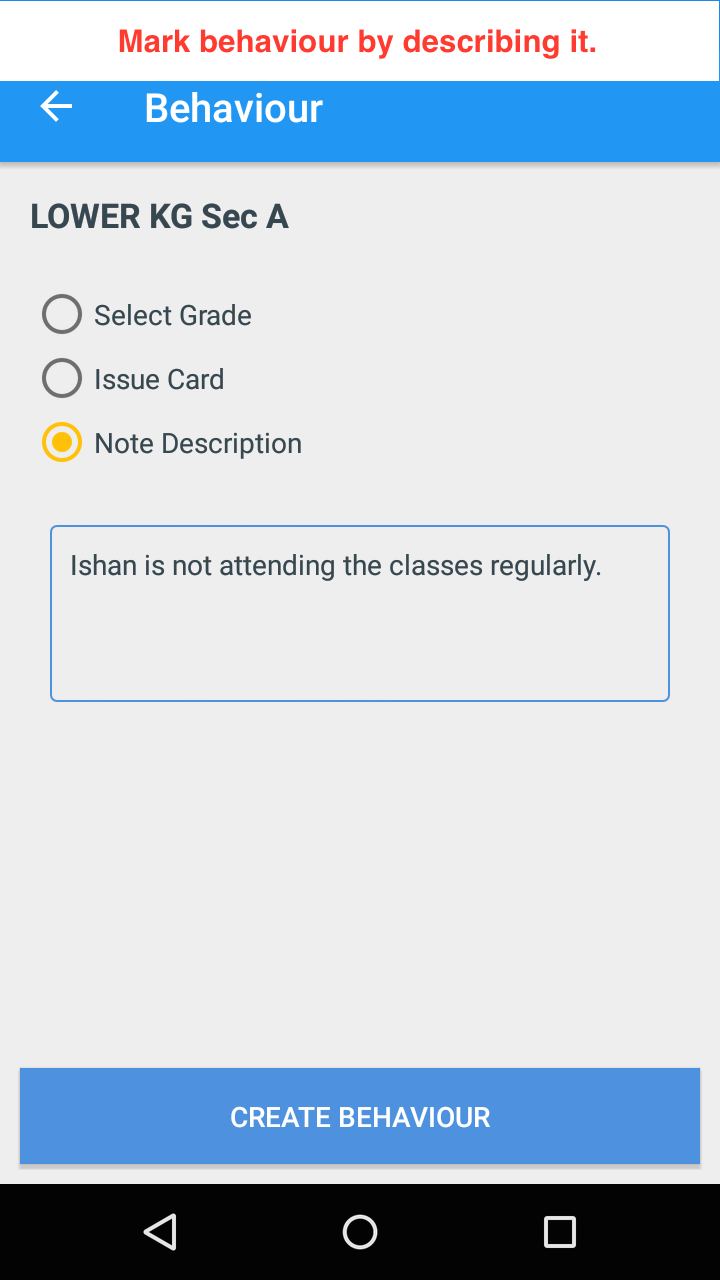 Mark behaviour by describing it.
Behaviour
LOWER KG Sec A
Select Grade
Issue Card
Note Description
Ishan is not attending the classes regularly.
CREATE BEHAVIOUR